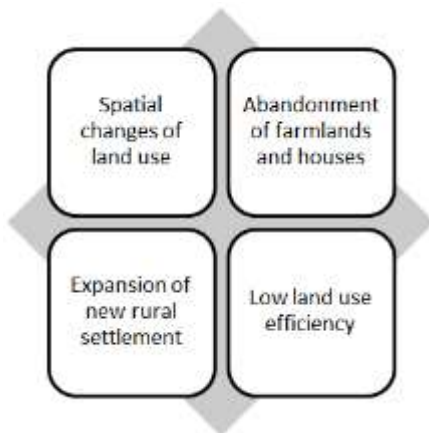 Spatial
changes of
land use
Abandonment
of farmlands
and houses
Expansion of
new rural
settlement
Low land use
efficiency